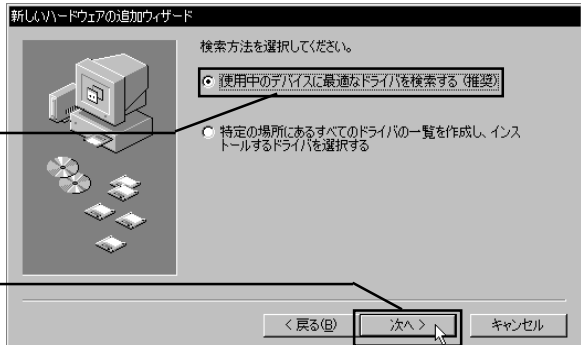 新しいハードウェアの追加ウィザード
検索方法を選択してください。
使用中のデバイスに最適なドライバを検索する (推奨)
特定の場所にあるすべてのドライバの一覧を作成し、インス
トールするドライバを選択する
< 戻る(B)
次へ >
キャンセル